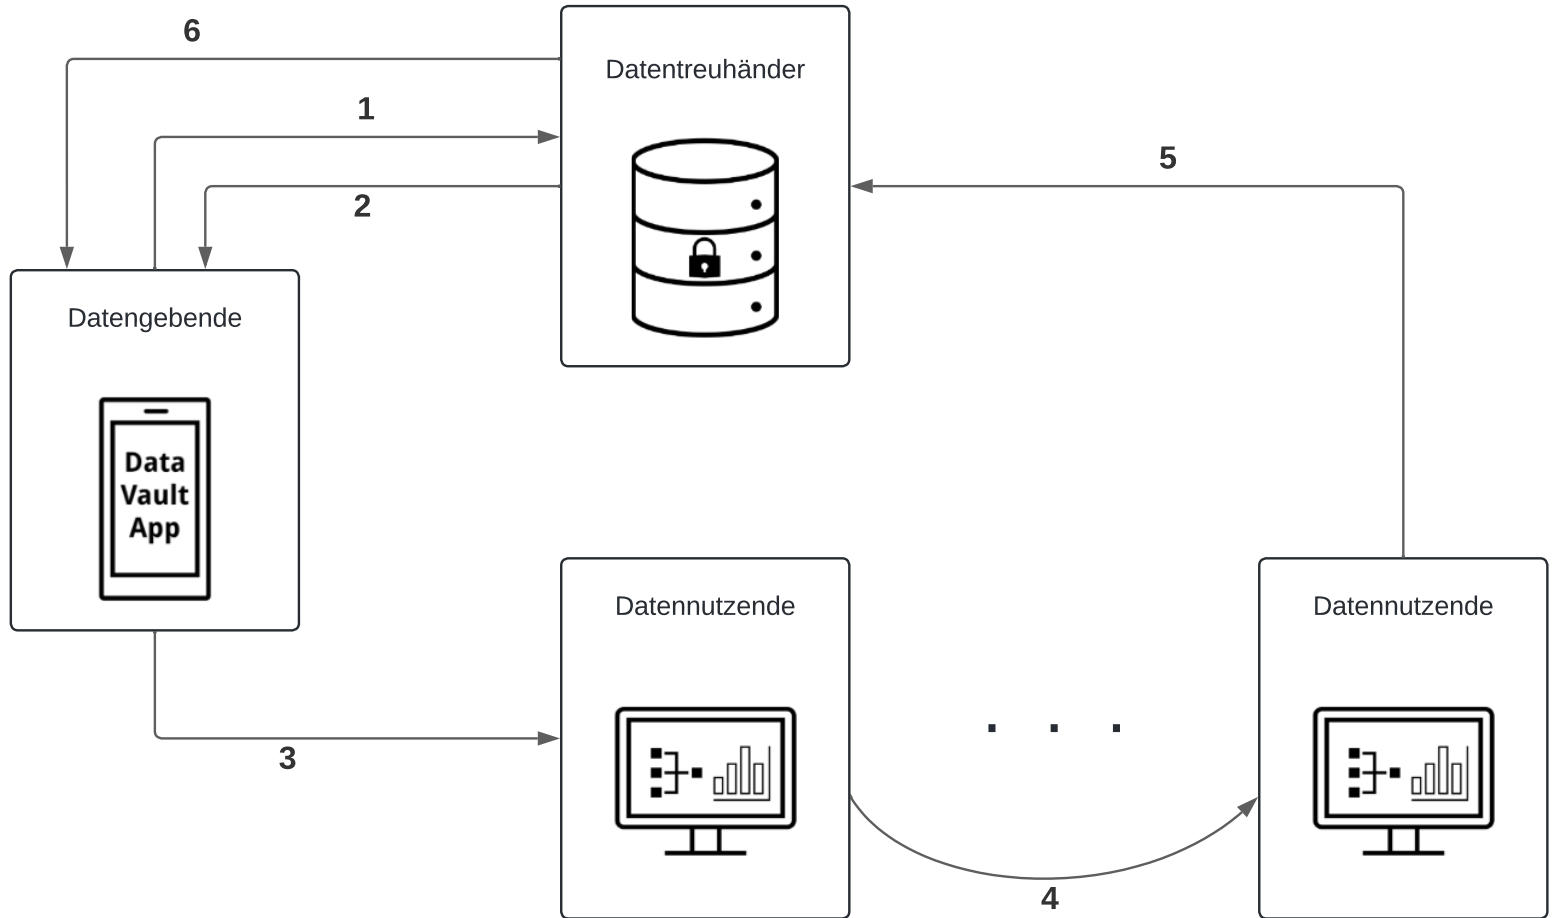 6
Datentreuhänder
1
5
2
Datengebende
Data
Vault
App
Datennutzende
Datennutzende
. . .
3
4